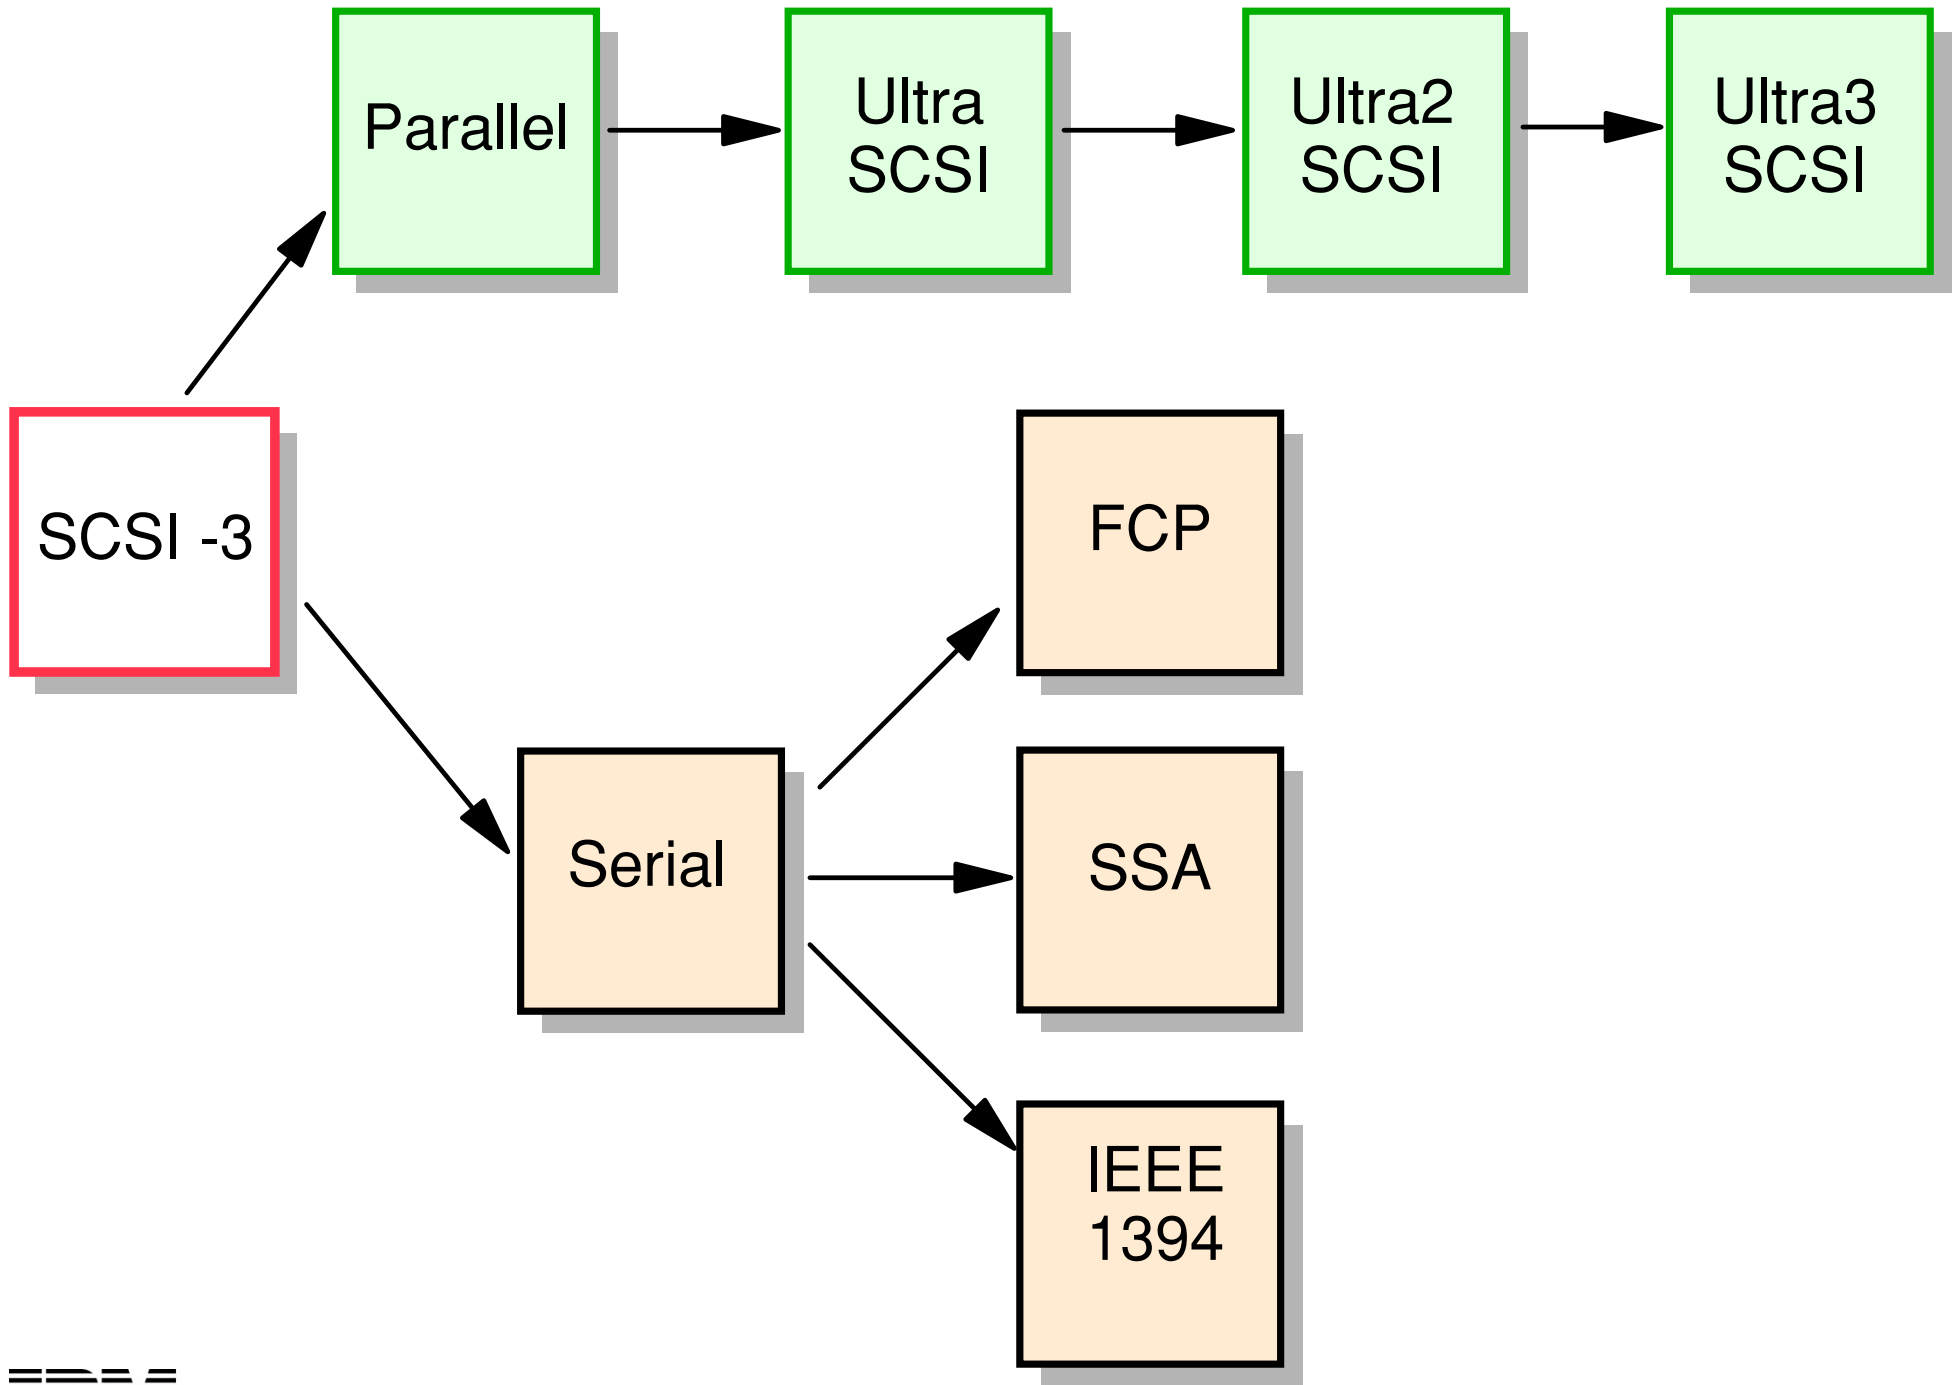 Parallel
Ultra
SCSI
Ultra2
SCSI
Ultra3
SCSI
SCSI -3
FCP
Serial
SSA
IEEE
1394